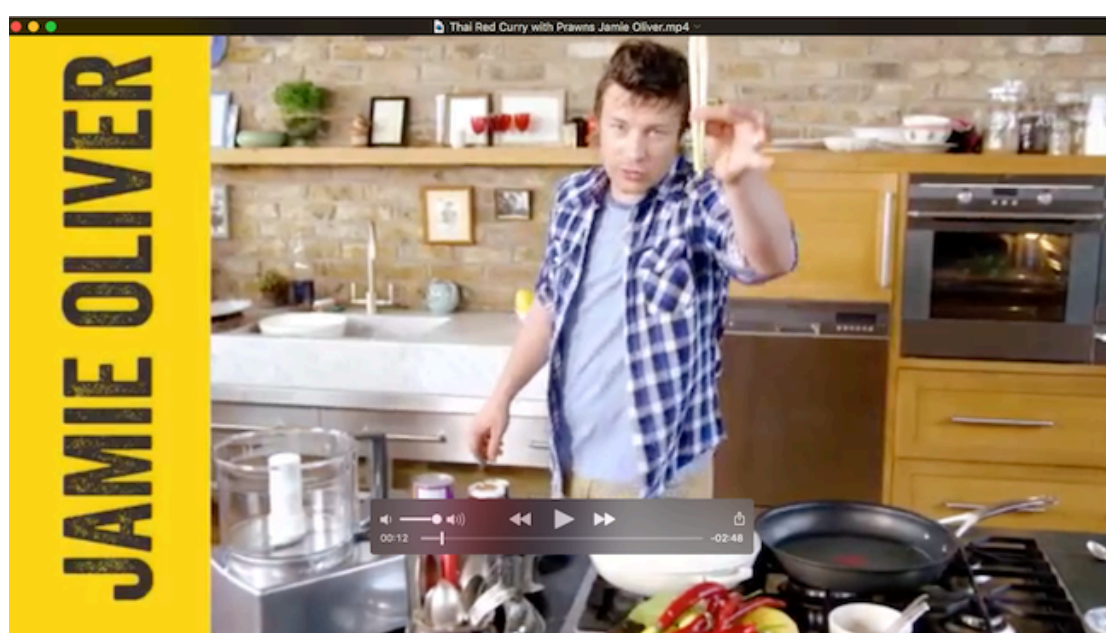 Thai Red Curry with Prawns Jamie Oliver.mp4
JAMIE OLIVER
00:12
-02:48